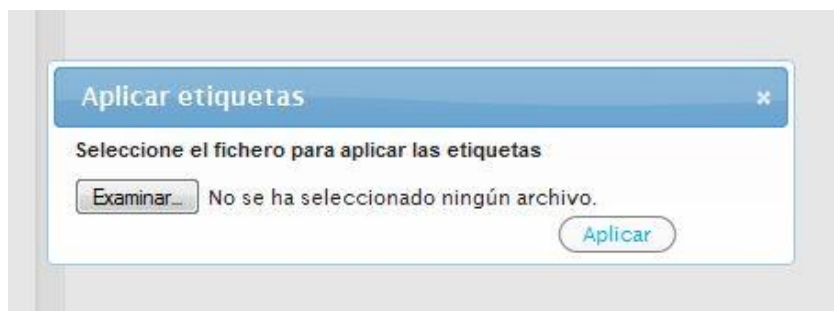 Aplicar etiquetas ×
Seleccione el fichero para aplicar las etiquetas
Examinar... No se ha seleccionado ningún archivo.
Aplicar